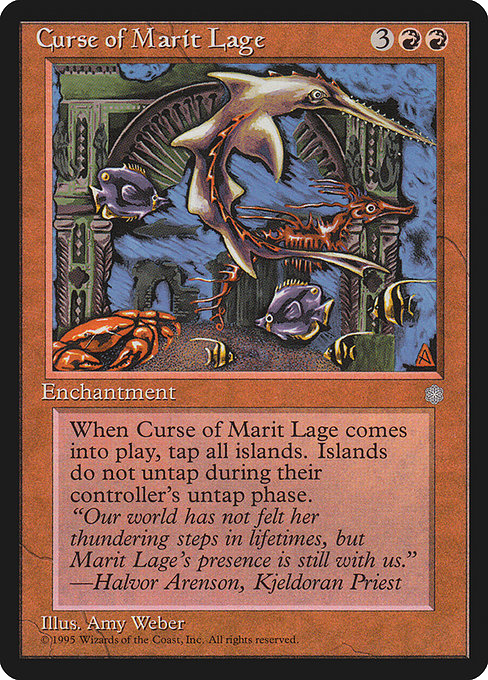 Curse of Marit Lage 3
Enchantment
When Curse of Marit Lage comes
into play, tap all islands. Islands
do not untap during their
controller's untap phase.
“Our world has not felt her
thundering steps in lifetimes, but
Marit Lage's presence is still with us.”
—Halvor Arenson, Kjeldoran Priest
Illus. Amy Weber
©1995 Wizards of the Coast, Inc. All rights reserved.